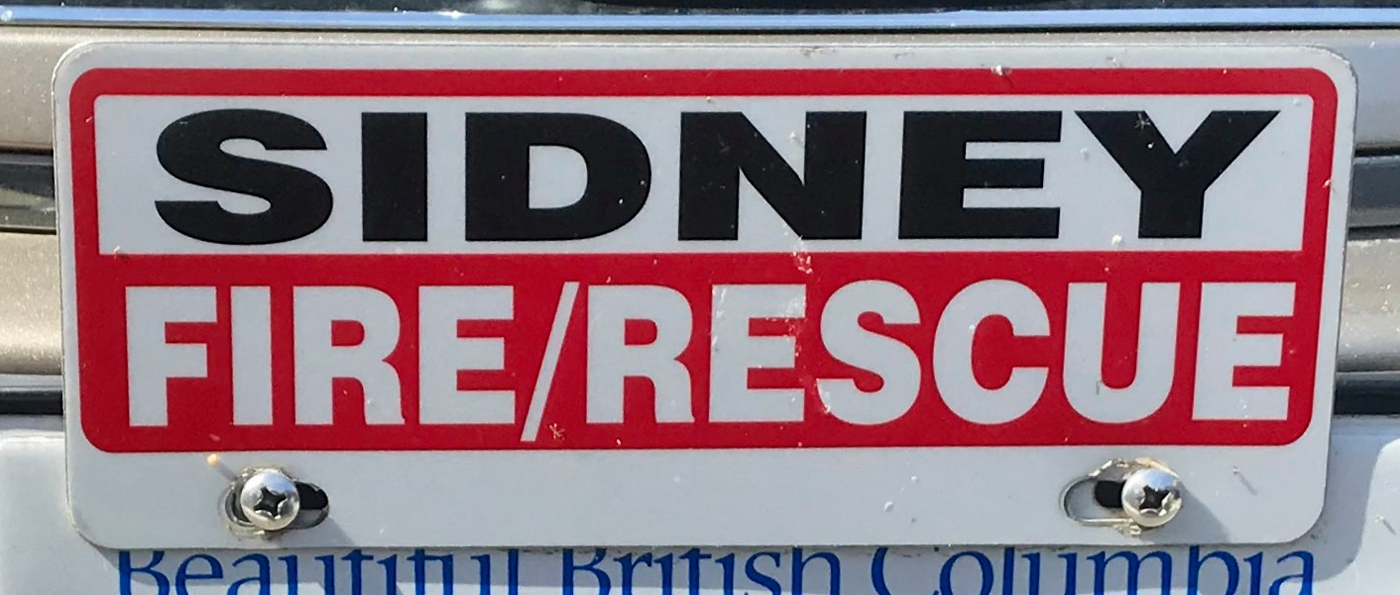 SIDNEY
FIRE/RESCUE
Beautiful British Columbia